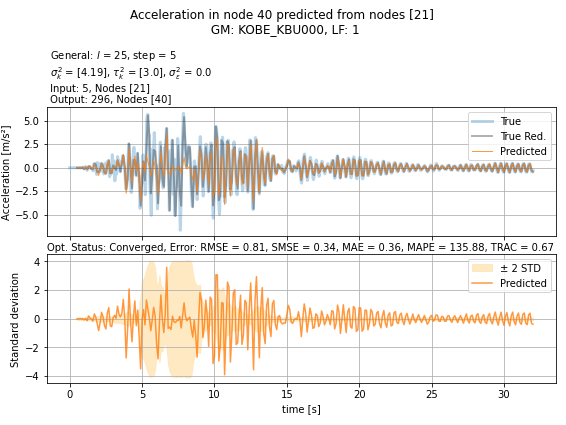 Acceleration in node 40 predicted from nodes [21]
GM: KOBE_KBU000, LF: 1
General: l = 25, step = 5
σ²ₖ = [4.19], τ²ₖ = [3.0], σ²ε = 0.0
Input: 5, Nodes [21]
Output: 296, Nodes [40]
Acceleration [m/s²]
5.0
2.5
0.0
−2.5
−5.0
True
True Red.
Predicted
Opt. Status: Converged, Error: RMSE = 0.81, SMSE = 0.34, MAE = 0.36, MAPE = 135.88, TRAC = 0.67
Standard deviation
4
2
0
−2
−4
± 2 STD
Predicted
0 5 10 15 20 25 30
time [s]